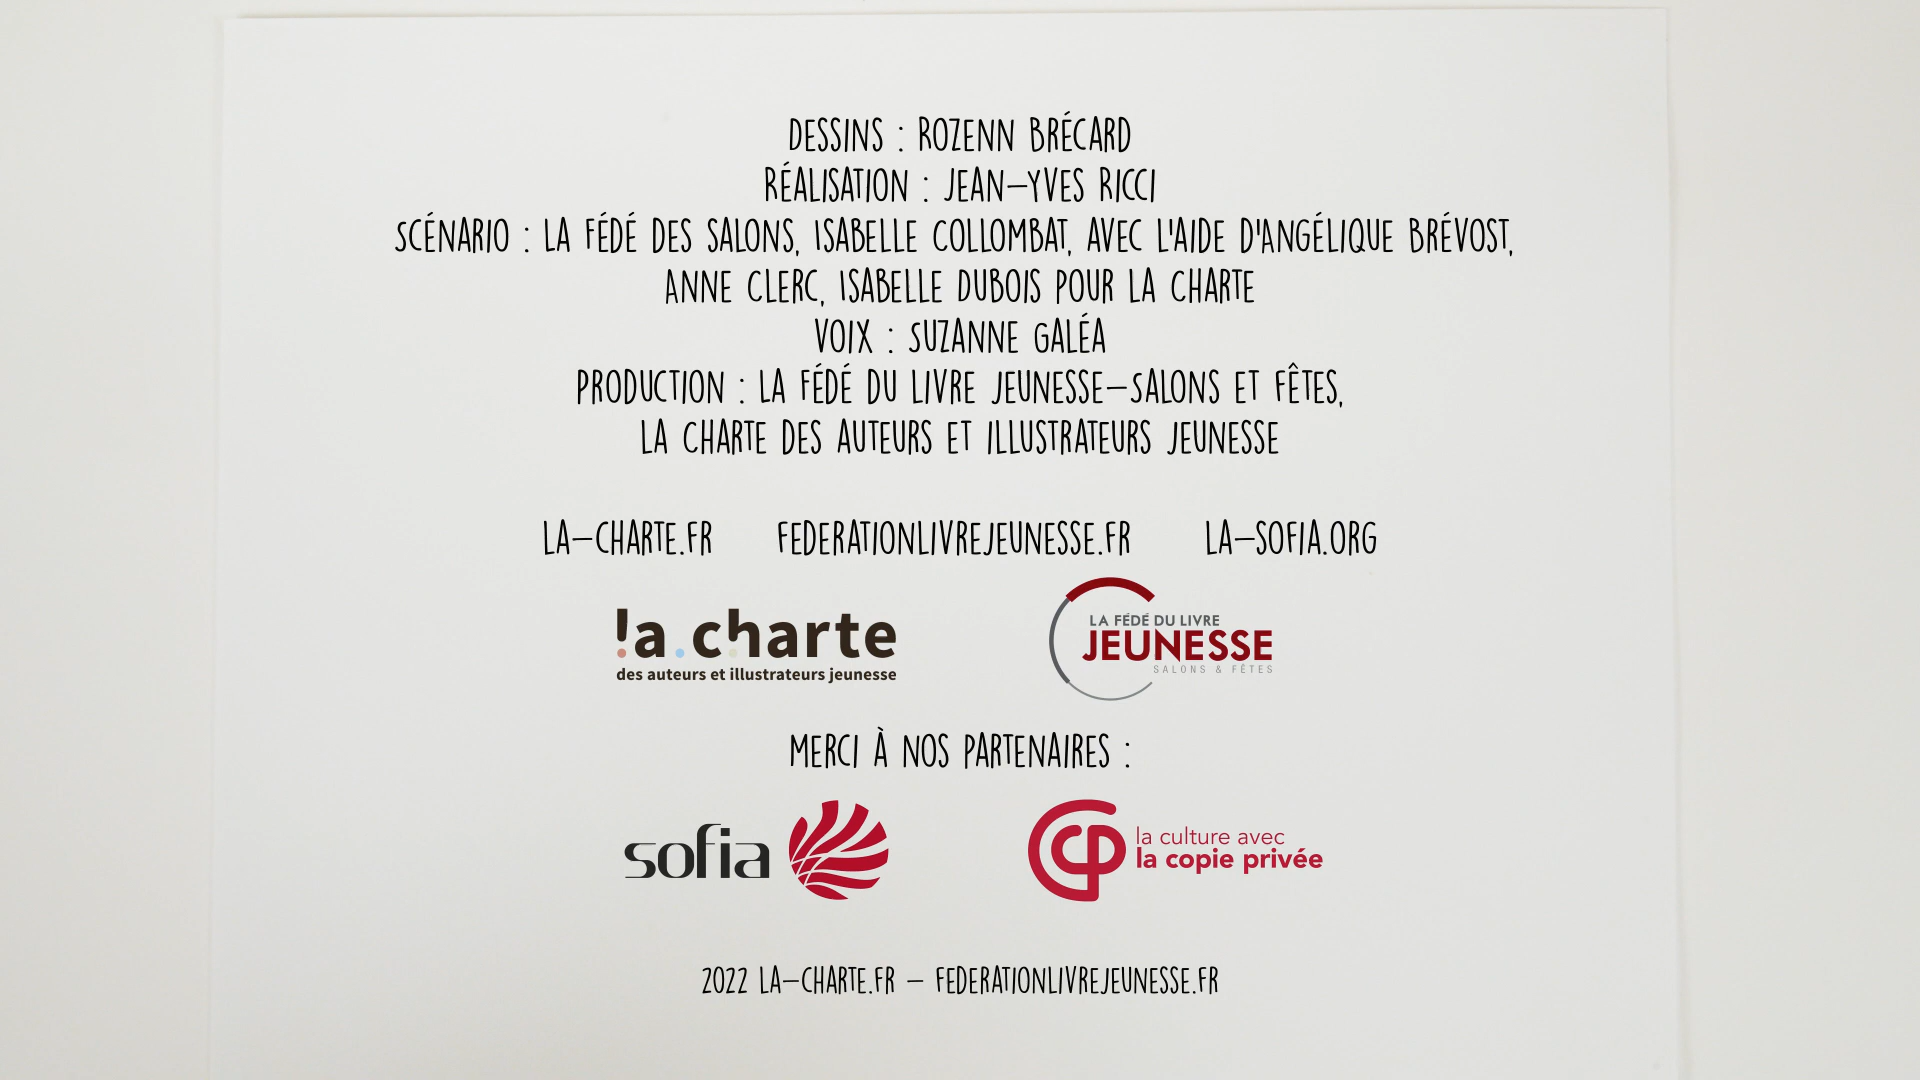 DESSINS : ROZENN BRÉCARD
RÉALISATION : JEAN-YVES RICCI
SCÉNARIO : LA FÉDÉ DES SALONS, ISABELLE COLLOMBAT, AVEC L'AIDE D'ANGÉLIQUE BRÉVOST,
ANNE CLERC, ISABELLE DUBOIS POUR LA CHARTE
VOIX : SUZANNE GALÉA
PRODUCTION : LA FÉDÉ DU LIVRE JEUNESSE-SALONS ET FÊTES,
LA CHARTE DES AUTEURS ET ILLUSTRATEURS JEUNESSE
LA-CHARTE.FR FEDERATIONLIVREJEUNESSE.FR LA-SOFIA.ORG
la.charte
des auteurs et illustrateurs jeunesse
LA FÉDÉ DU LIVRE
JEUNESSE
SALONS & FÊTES
MERCI À NOS PARTENAIRES :
sofia
la culture avec
la copie privée
2022 LA-CHARTE.FR - FEDERATIONLIVREJEUNESSE.FR